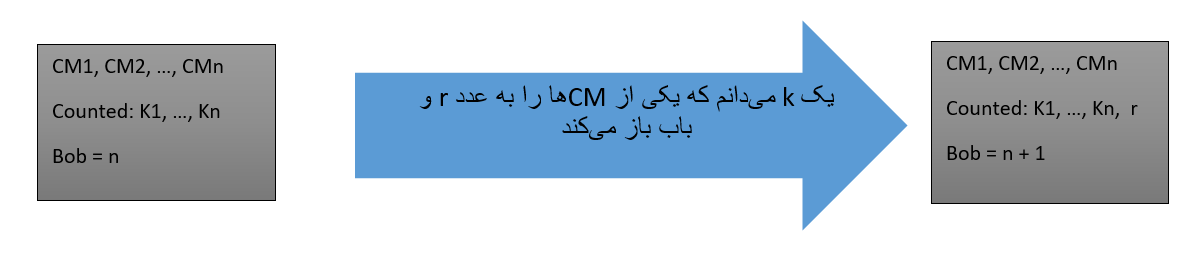 CM1, CM2, …, CMn
Counted: K1, …, Kn
Bob = n
یک k می‌دانم که یکی از CMها را به عدد r و
باب باز می‌کند
CM1, CM2, …, CMn
Counted: K1, …, Kn, r
Bob = n + 1